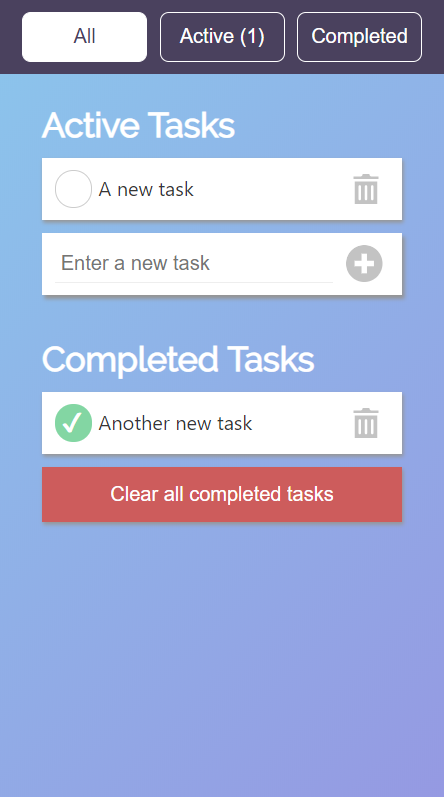 All
Active (1)
Completed
Active Tasks
A new task
Enter a new task
Completed Tasks
Another new task
Clear all completed tasks